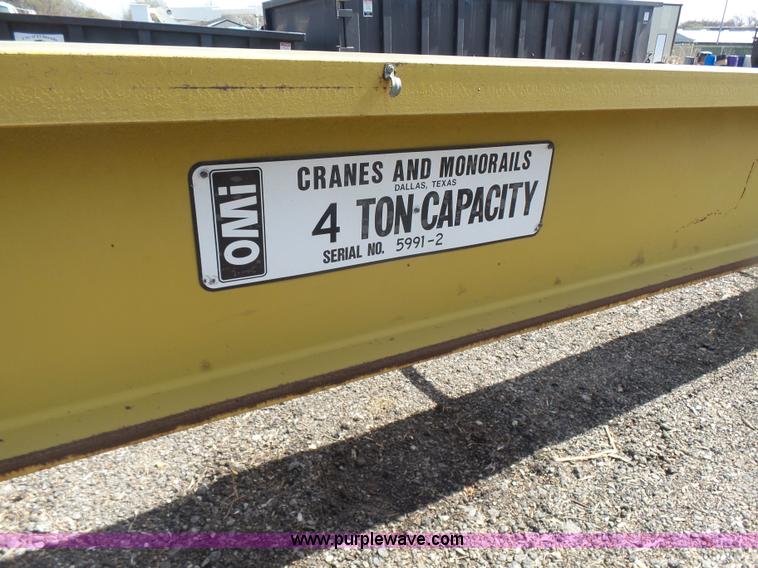 OMi
CRANES AND MONORAILS
DALLAS, TEXAS
4 TON CAPACITY
SERIAL NO. 5991-2
www.purplewave.com